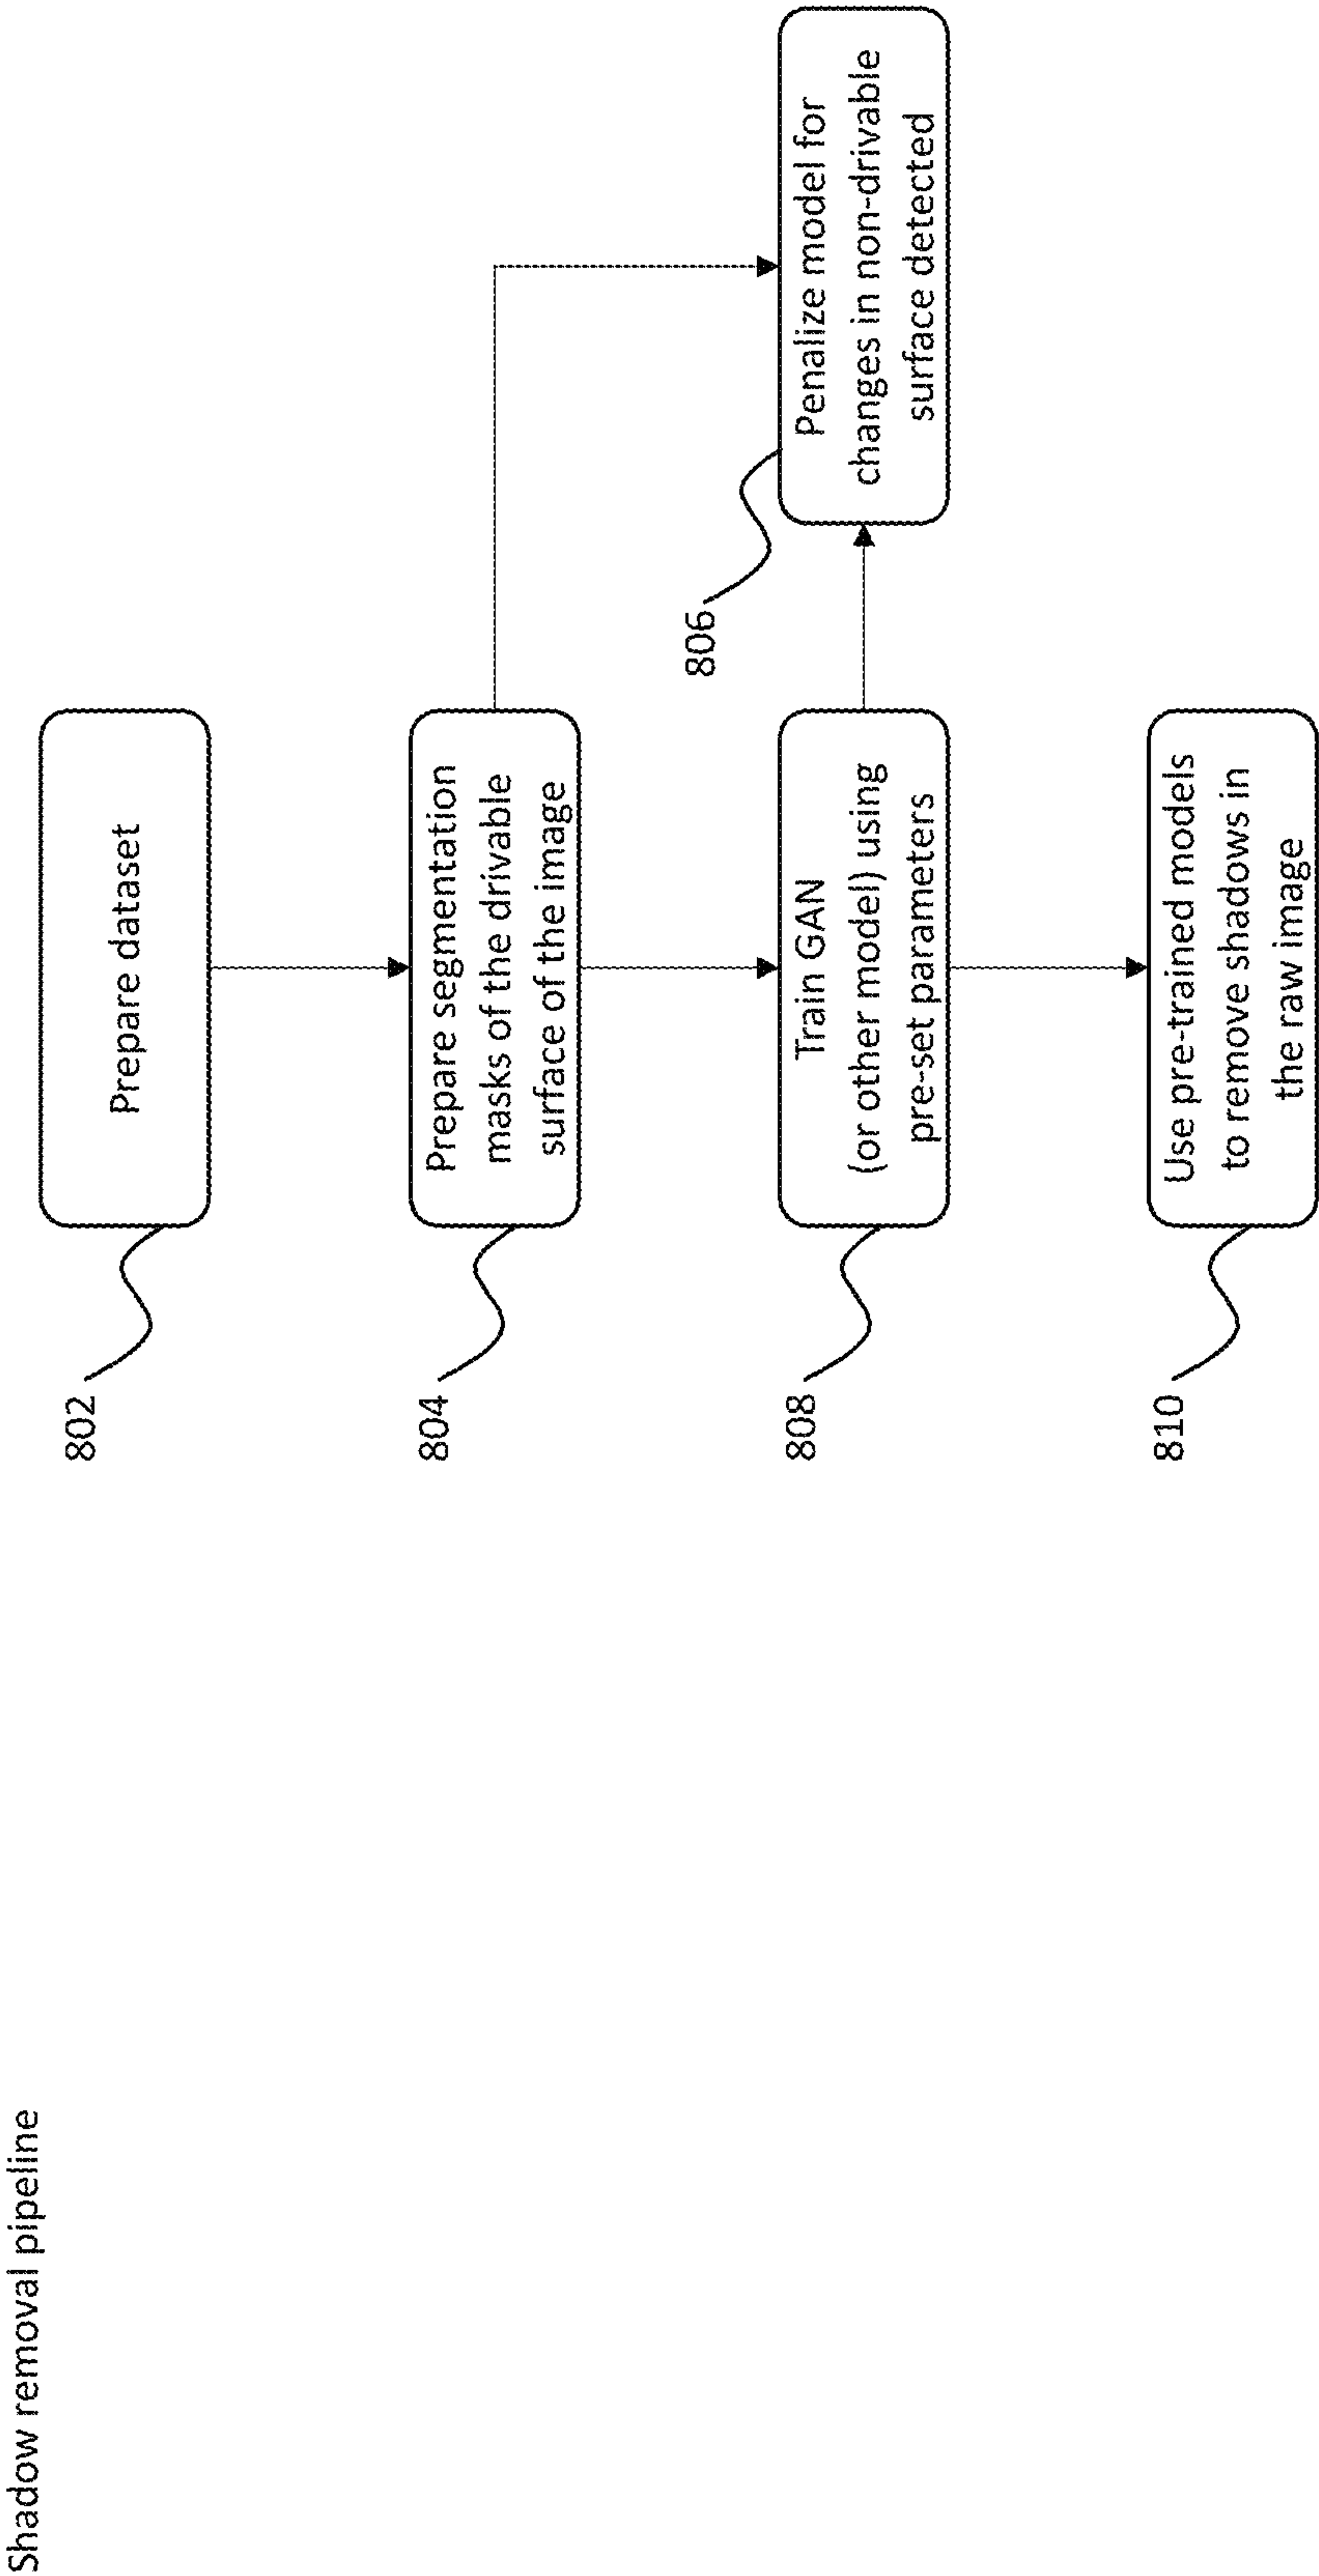 Shadow removal pipeline
802
Prepare dataset
804
Prepare segmentation
masks of the drivable
surface of the image
806
Penalize model for
changes in non-drivable
surface detected
808
Train GAN
(or other model) using
pre-set parameters
810
Use pre-trained models
to remove shadows in
the raw image